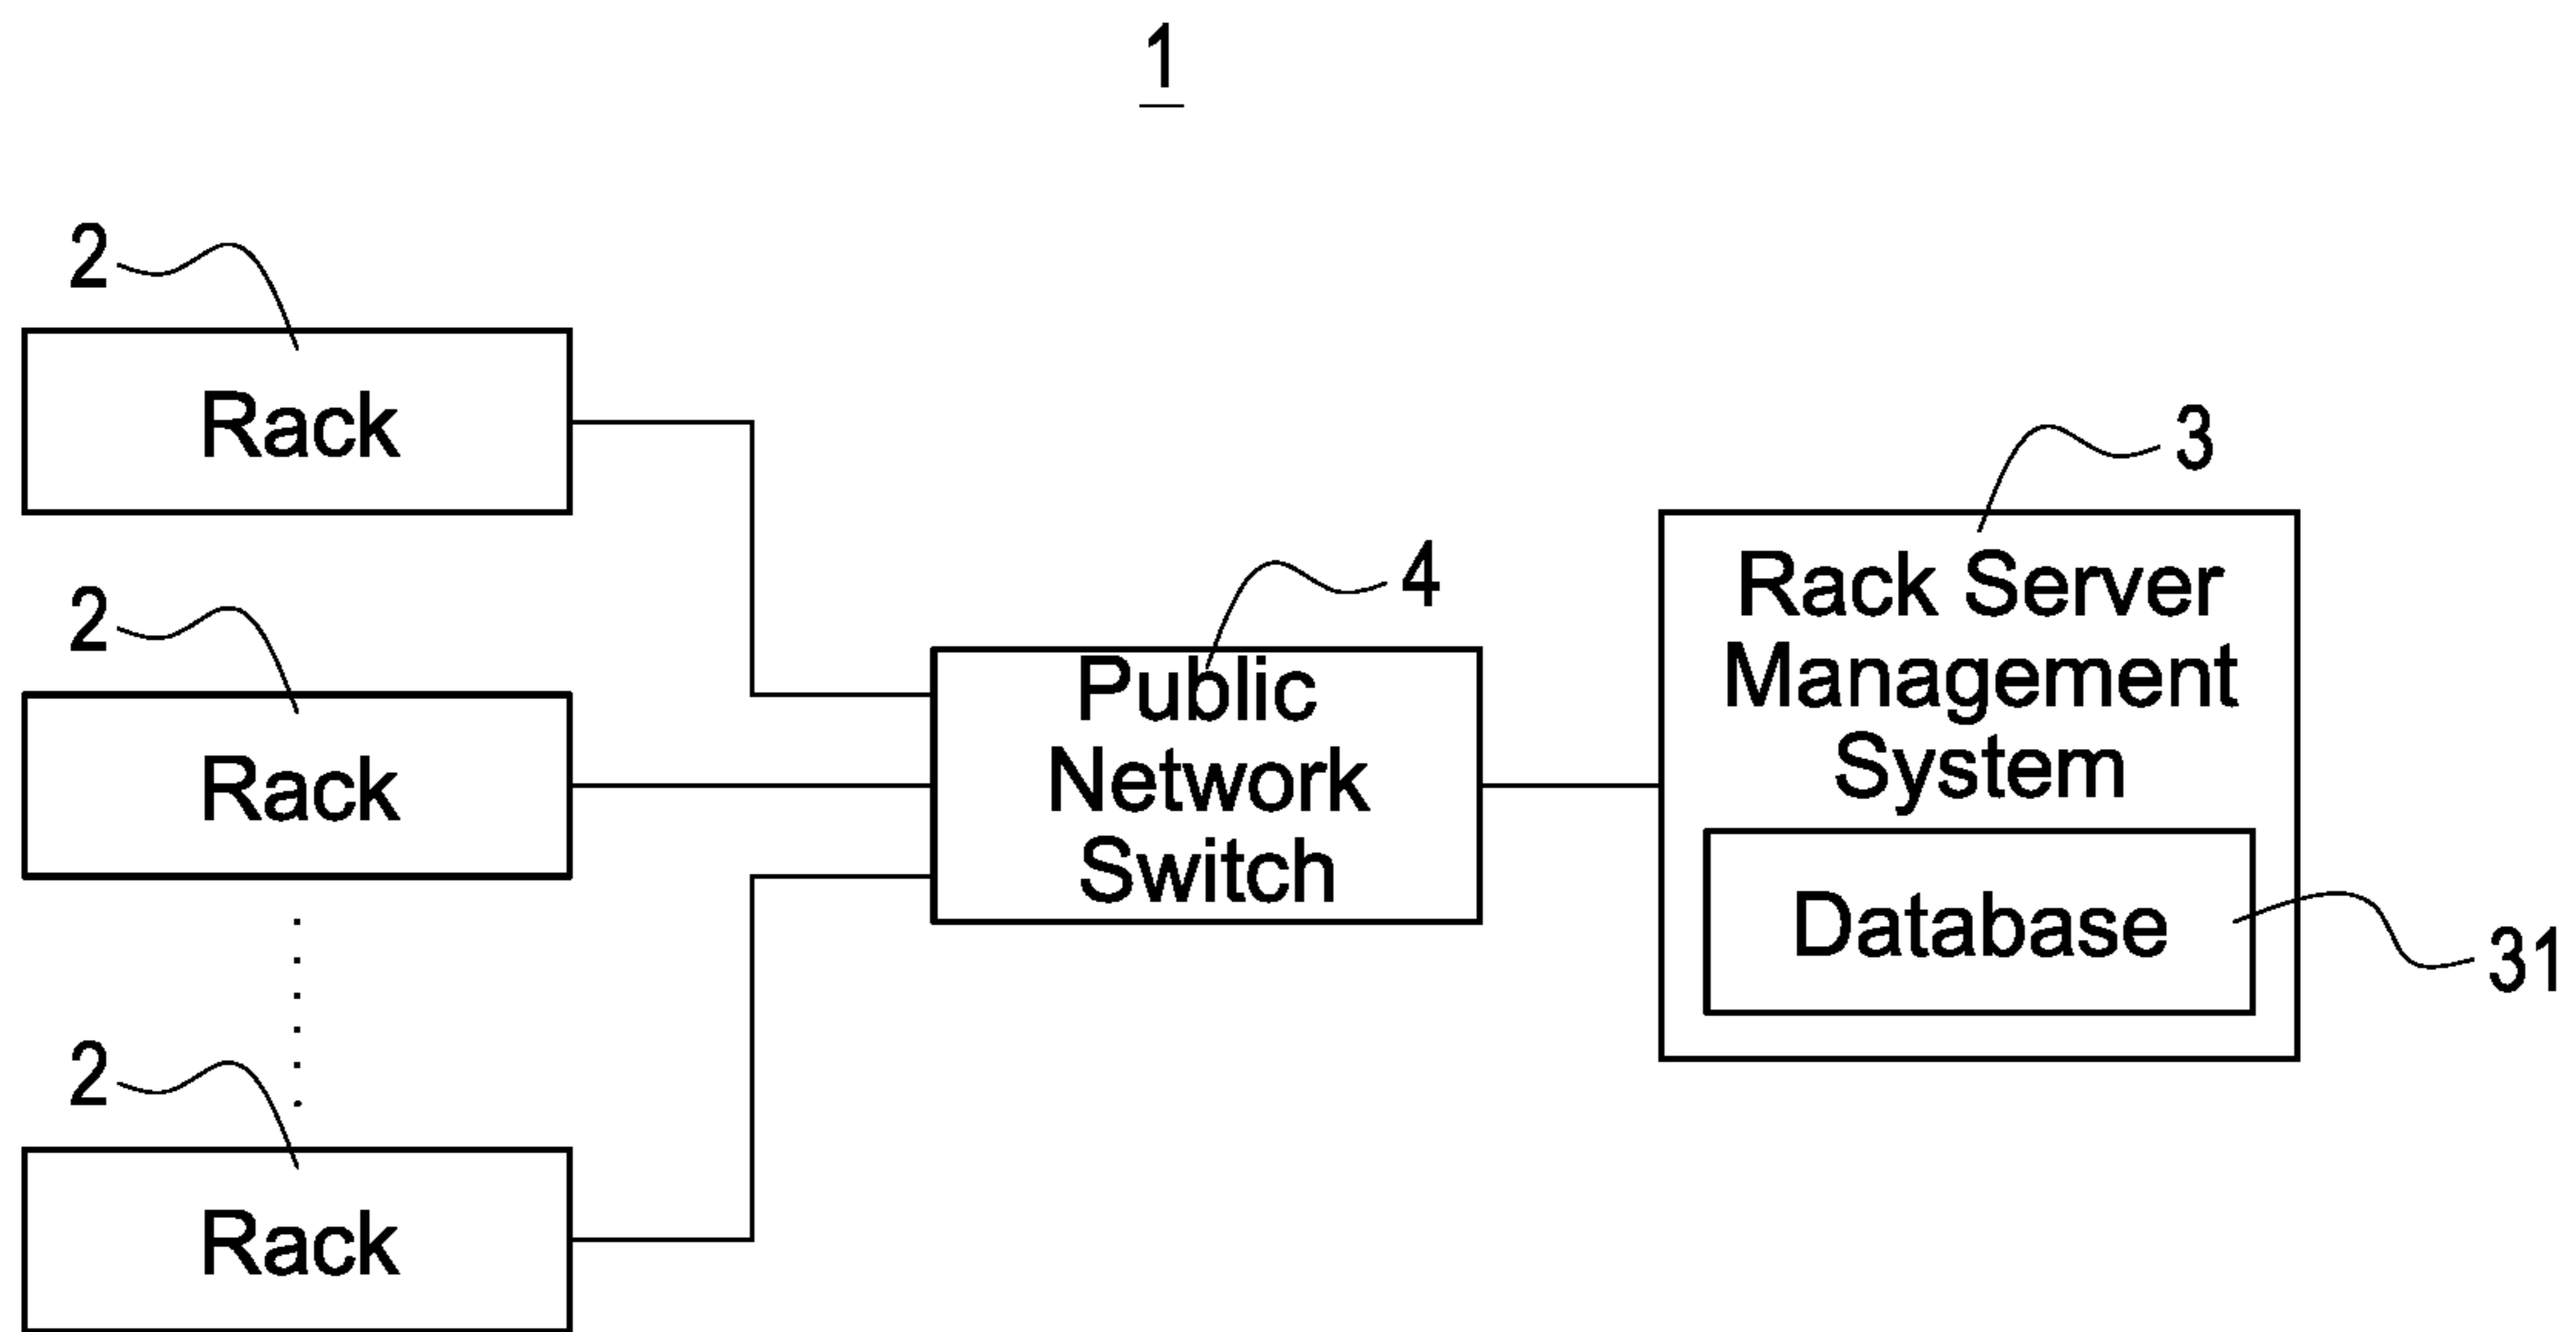 1
2
Rack
2
Rack
2
Rack
4
Public
Network
Switch
3
Rack Server
Management
System
Database
31